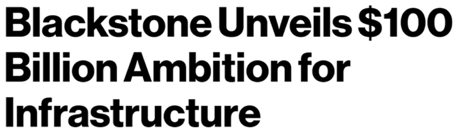 Blackstone Unveils $100
Billion Ambition for
Infrastructure